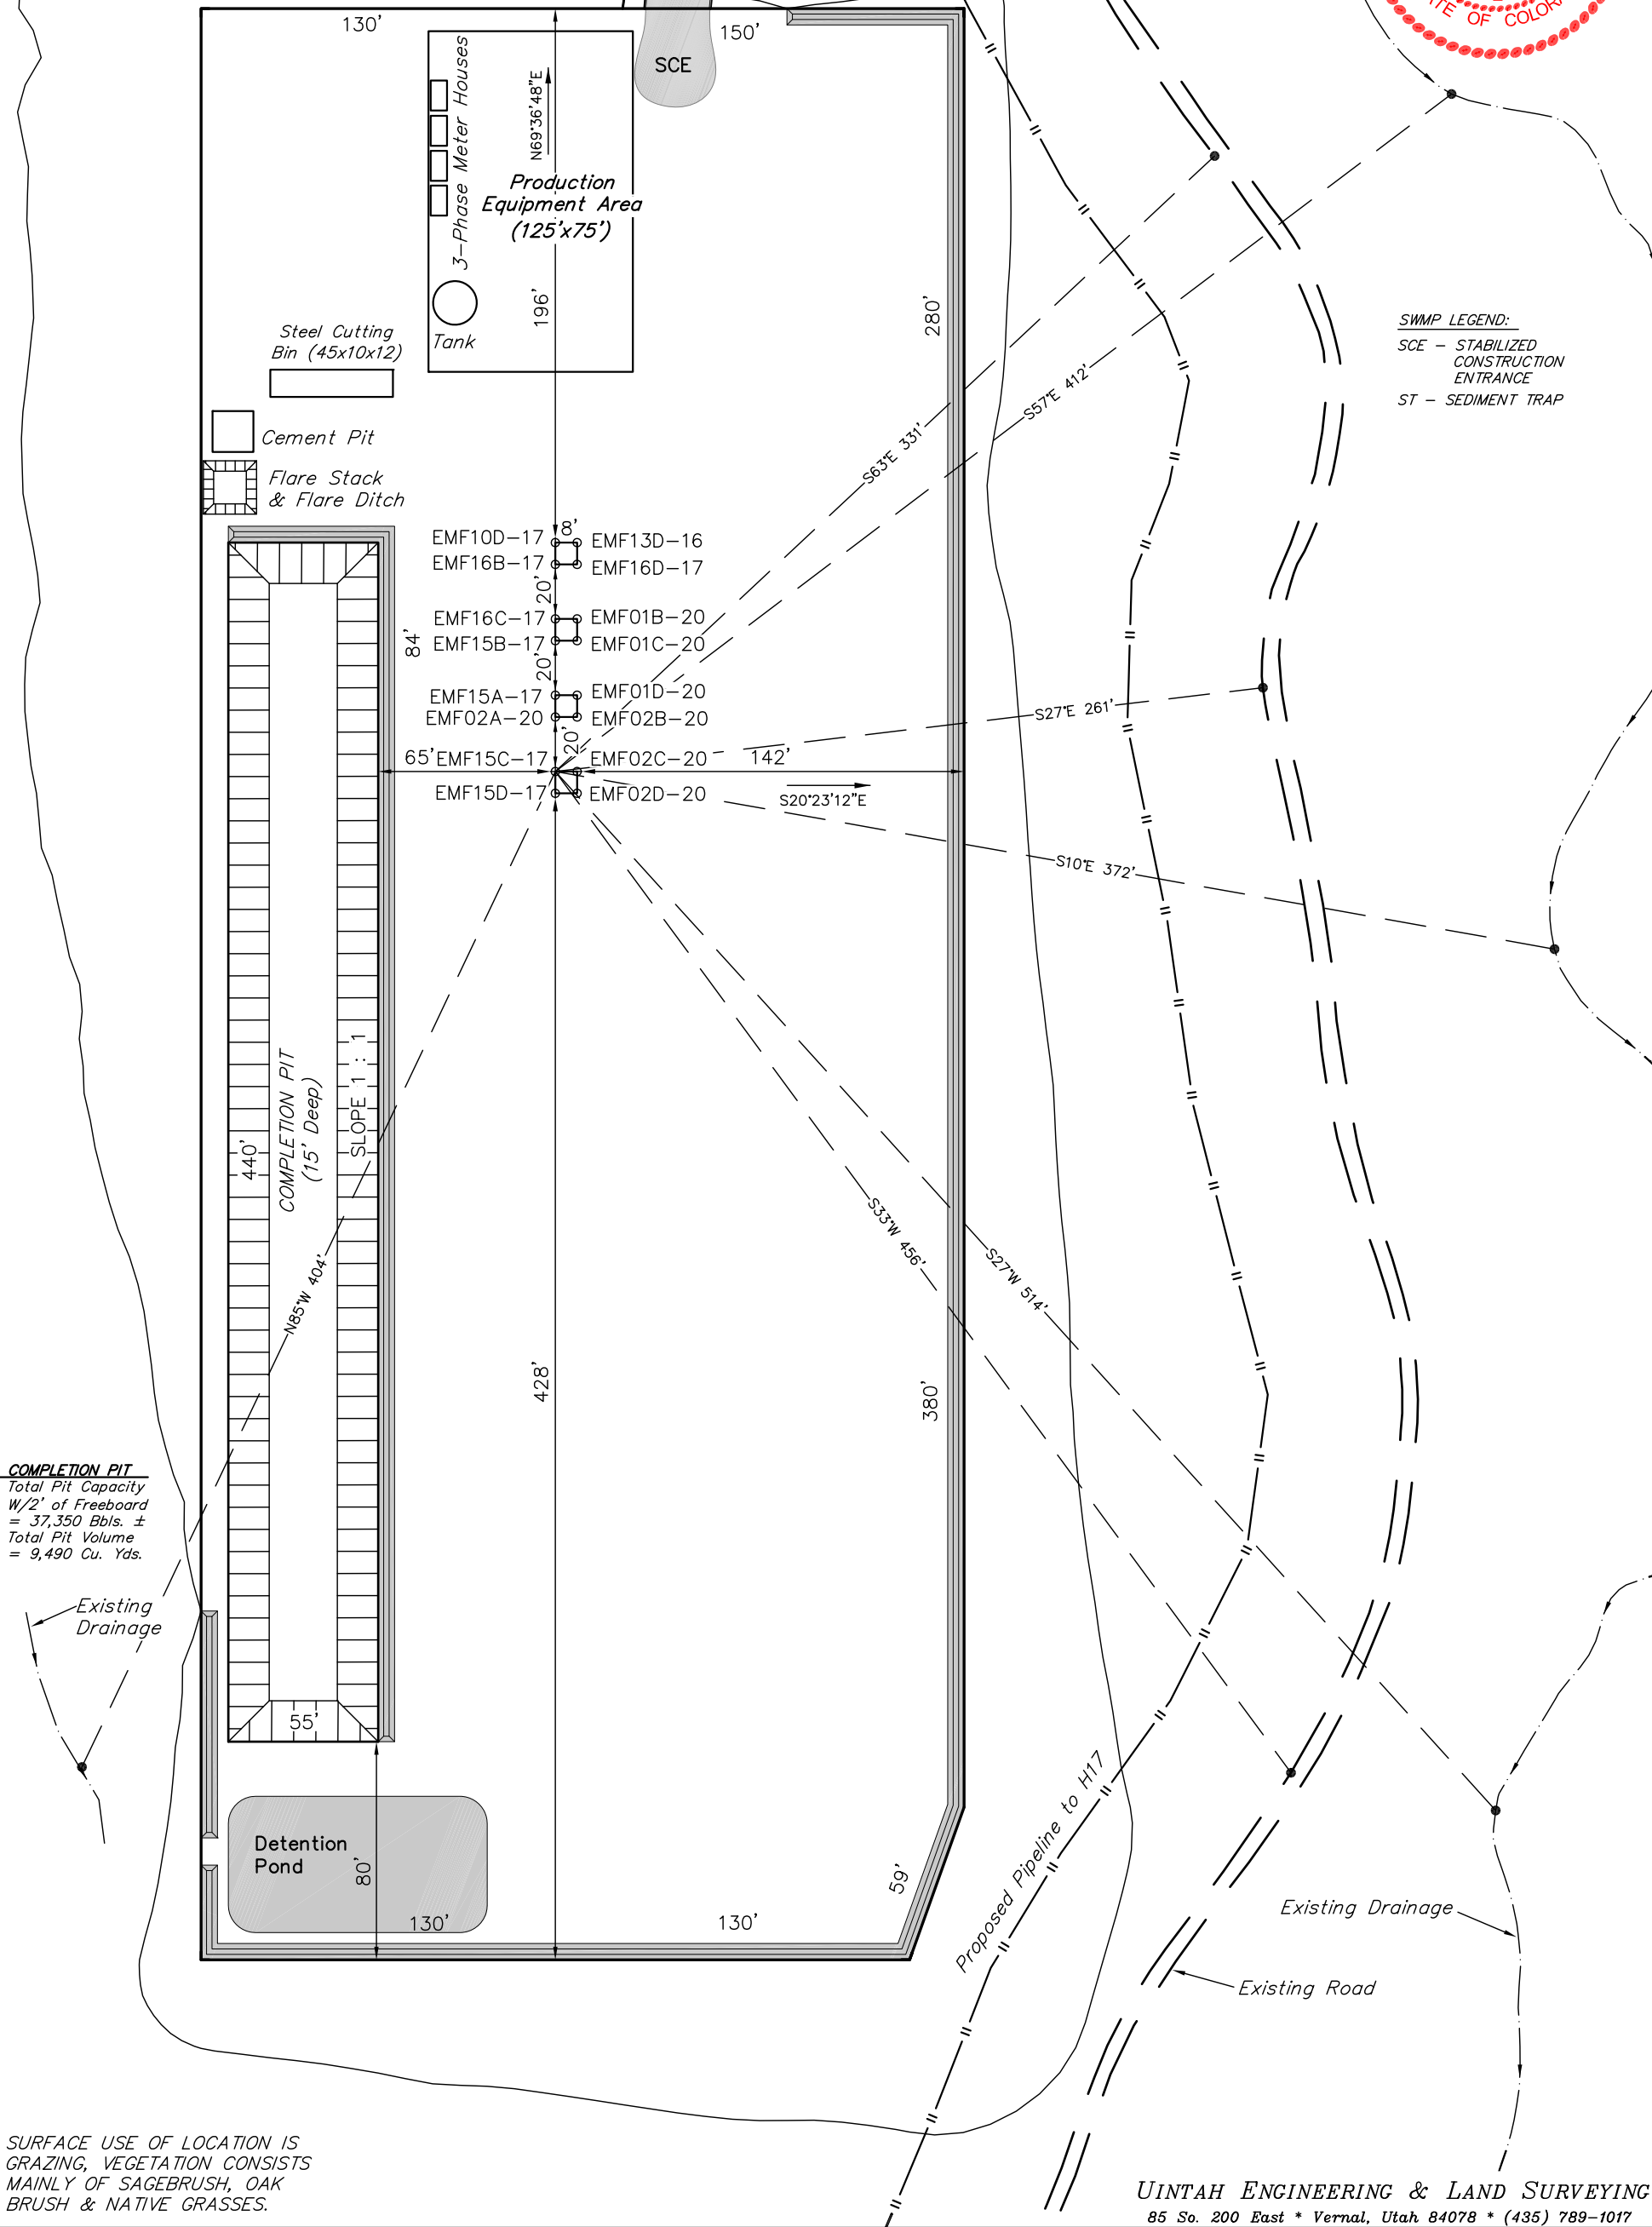 OF COLOR
130'
150'
SCE
3-Phase Meter Houses
N69°36'48"E
Production
Equipment Area
(125'x75')
196'
280'
Tank
Steel Cutting
Bin (45x10x12)
Cement Pit
Flare Stack
& Flare Ditch
SWMP LEGEND:
SCE - STABILIZED
CONSTRUCTION
ENTRANCE
ST - SEDIMENT TRAP
S57°E 412'
S63°E 331'
8'
EMF10D-17
EMF13D-16
EMF16B-17
EMF16D-17
20'
EMF16C-17
EMF01B-20
84'
EMF15B-17
EMF01C-20
20'
EMF15A-17
EMF01D-20
EMF02A-20
EMF02B-20
S27°E 261'
20'
65'
EMF15C-17
EMF02C-20
142'
EMF15D-17
EMF02D-20
S20°23'12"E
S10°E 372'
COMPLETION PIT
(15' Deep)
SLOPE 1 : 1
440'
N85°W 404'
S33°W 456'
S27°W 514'
428'
380'
COMPLETION PIT
Total Pit Capacity
W/2' of Freeboard
= 37,350 Bbls. ±
Total Pit Volume
= 9,490 Cu. Yds.
Existing
Drainage
55'
Detention
Pond
80'
59'
130'
130'
Proposed Pipeline to H17
Existing Drainage
Existing Road
SURFACE USE OF LOCATION IS
GRAZING, VEGETATION CONSISTS
MAINLY OF SAGEBRUSH, OAK
BRUSH & NATIVE GRASSES.
UINTAH ENGINEERING & LAND SURVEYING
85 So. 200 East * Vernal, Utah 84078 * (435) 789-1017